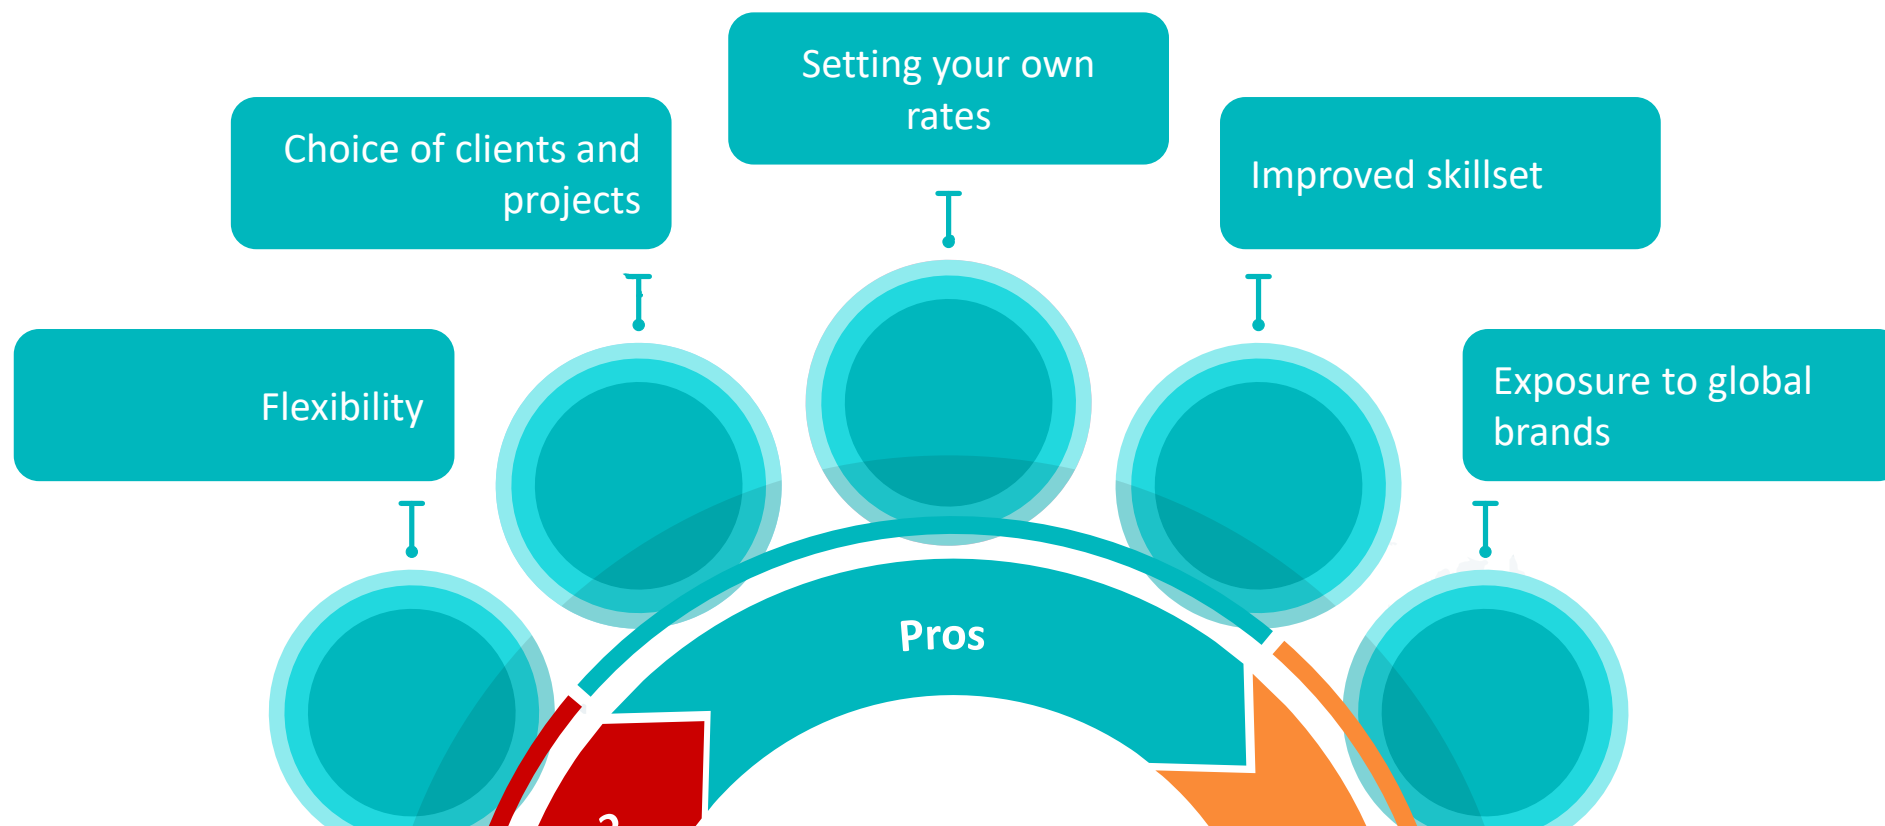 Setting your own
rates
Choice of clients and
projects
Improved skillset
Flexibility
Exposure to global
brands
Pros